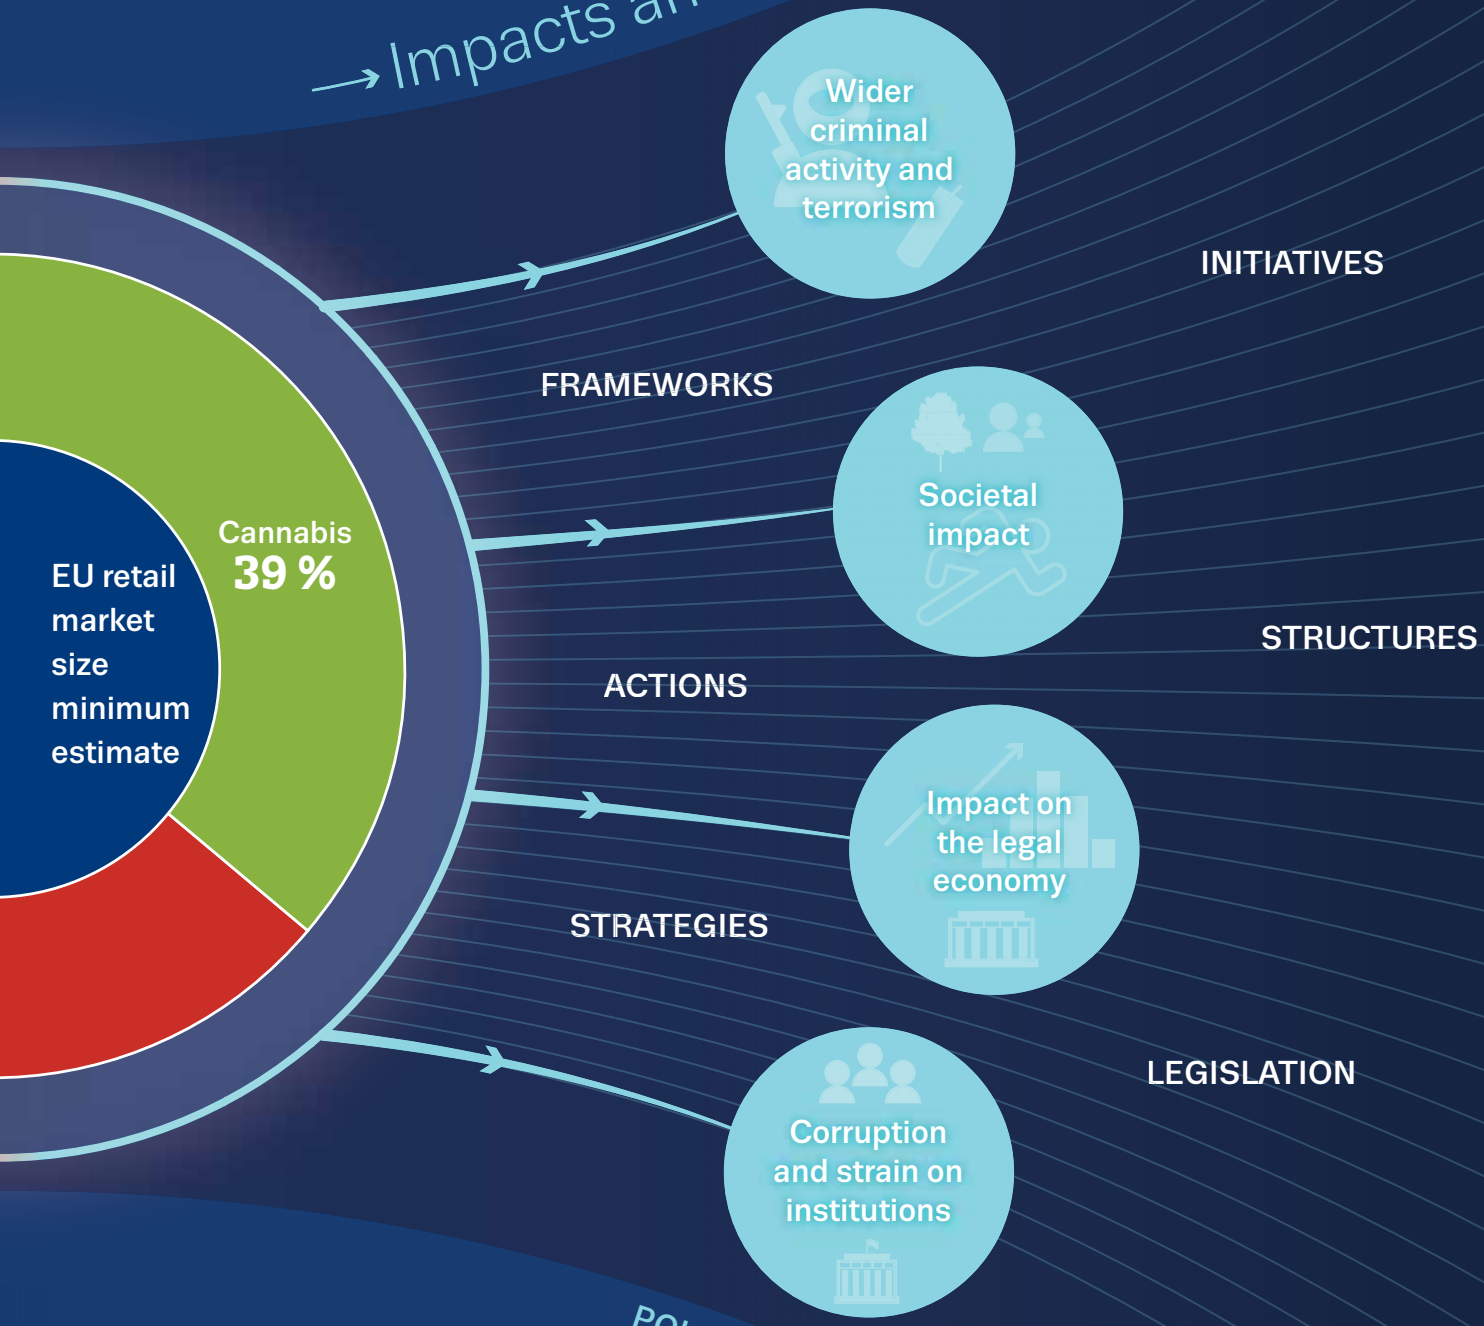 Impacts
Wider
criminal
activity and
terrorism
INITIATIVES
FRAMEWORKS
Societal
impact
Cannabis
39 %
EU retail
market
size
minimum
estimate
STRUCTURES
ACTIONS
Impact on
the legal
economy
STRATEGIES
LEGISLATION
Corruption
and strain on
institutions